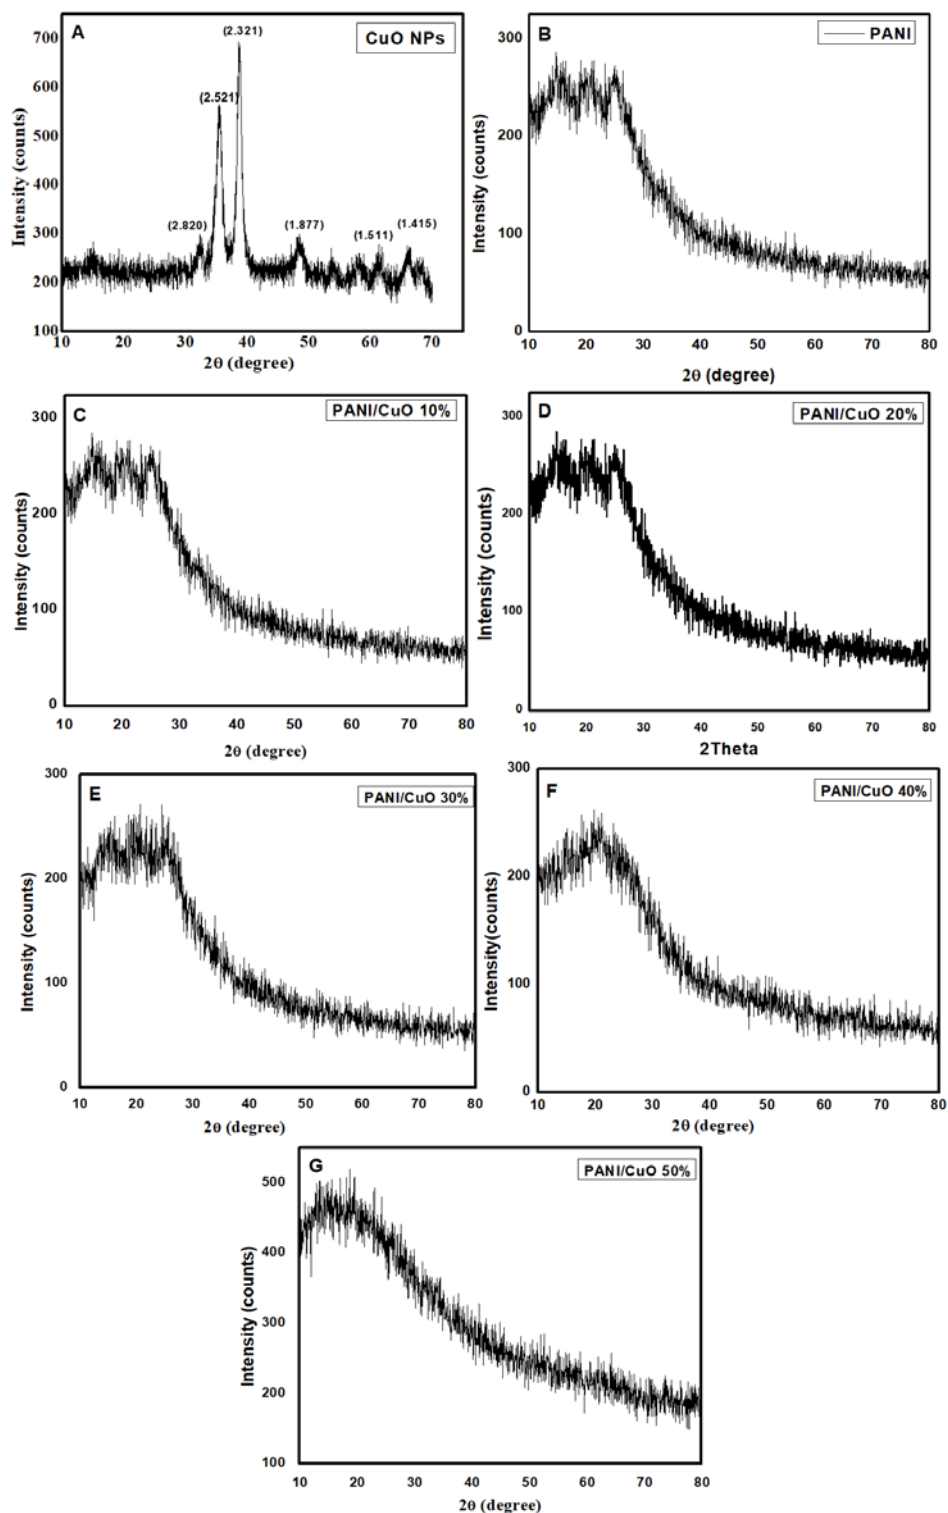 A
CuO NPs
(2.321)
(2.521)
(2.820)
(1.877)
(1.511)
(1.415)
Intensity (counts)
700
600
500
400
300
200
100
10 20 30 40 50 60 70
2θ (degree)
B
PANI
Intensity (counts)
300
200
100
0
10 20 30 40 50 60 70 80
2θ (degree)
C
PANI/CuO 10%
Intensity (counts)
300
200
100
0
10 20 30 40 50 60 70 80
2θ (degree)
D
PANI/CuO 20%
Intensity (counts)
300
200
100
0
10 20 30 40 50 60 70 80
2Theta
E
PANI/CuO 30%
Intensity (counts)
300
200
100
0
10 20 30 40 50 60 70 80
2θ (degree)
F
PANI/CuO 40%
Intensity(counts)
300
200
100
0
10 20 30 40 50 60 70 80
2θ (degree)
G
PANI/CuO 50%
Intensity (counts)
500
400
300
200
100
10 20 30 40 50 60 70 80
2θ (degree)